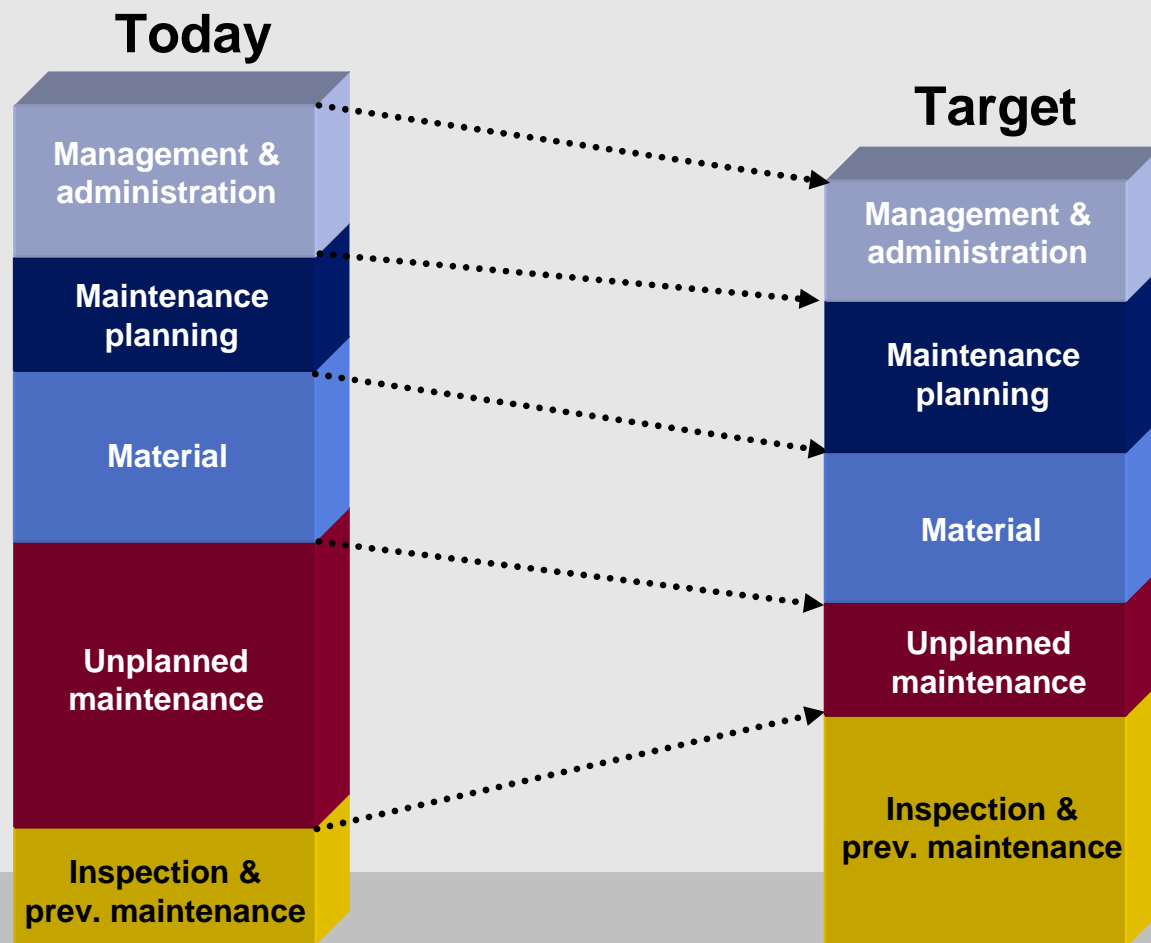 Today
Management &
administration
Maintenance
planning
Material
Unplanned
maintenance
Inspection &
prev. maintenance
Target
Management &
administration
Maintenance
planning
Material
Unplanned
maintenance
Inspection &
prev. maintenance